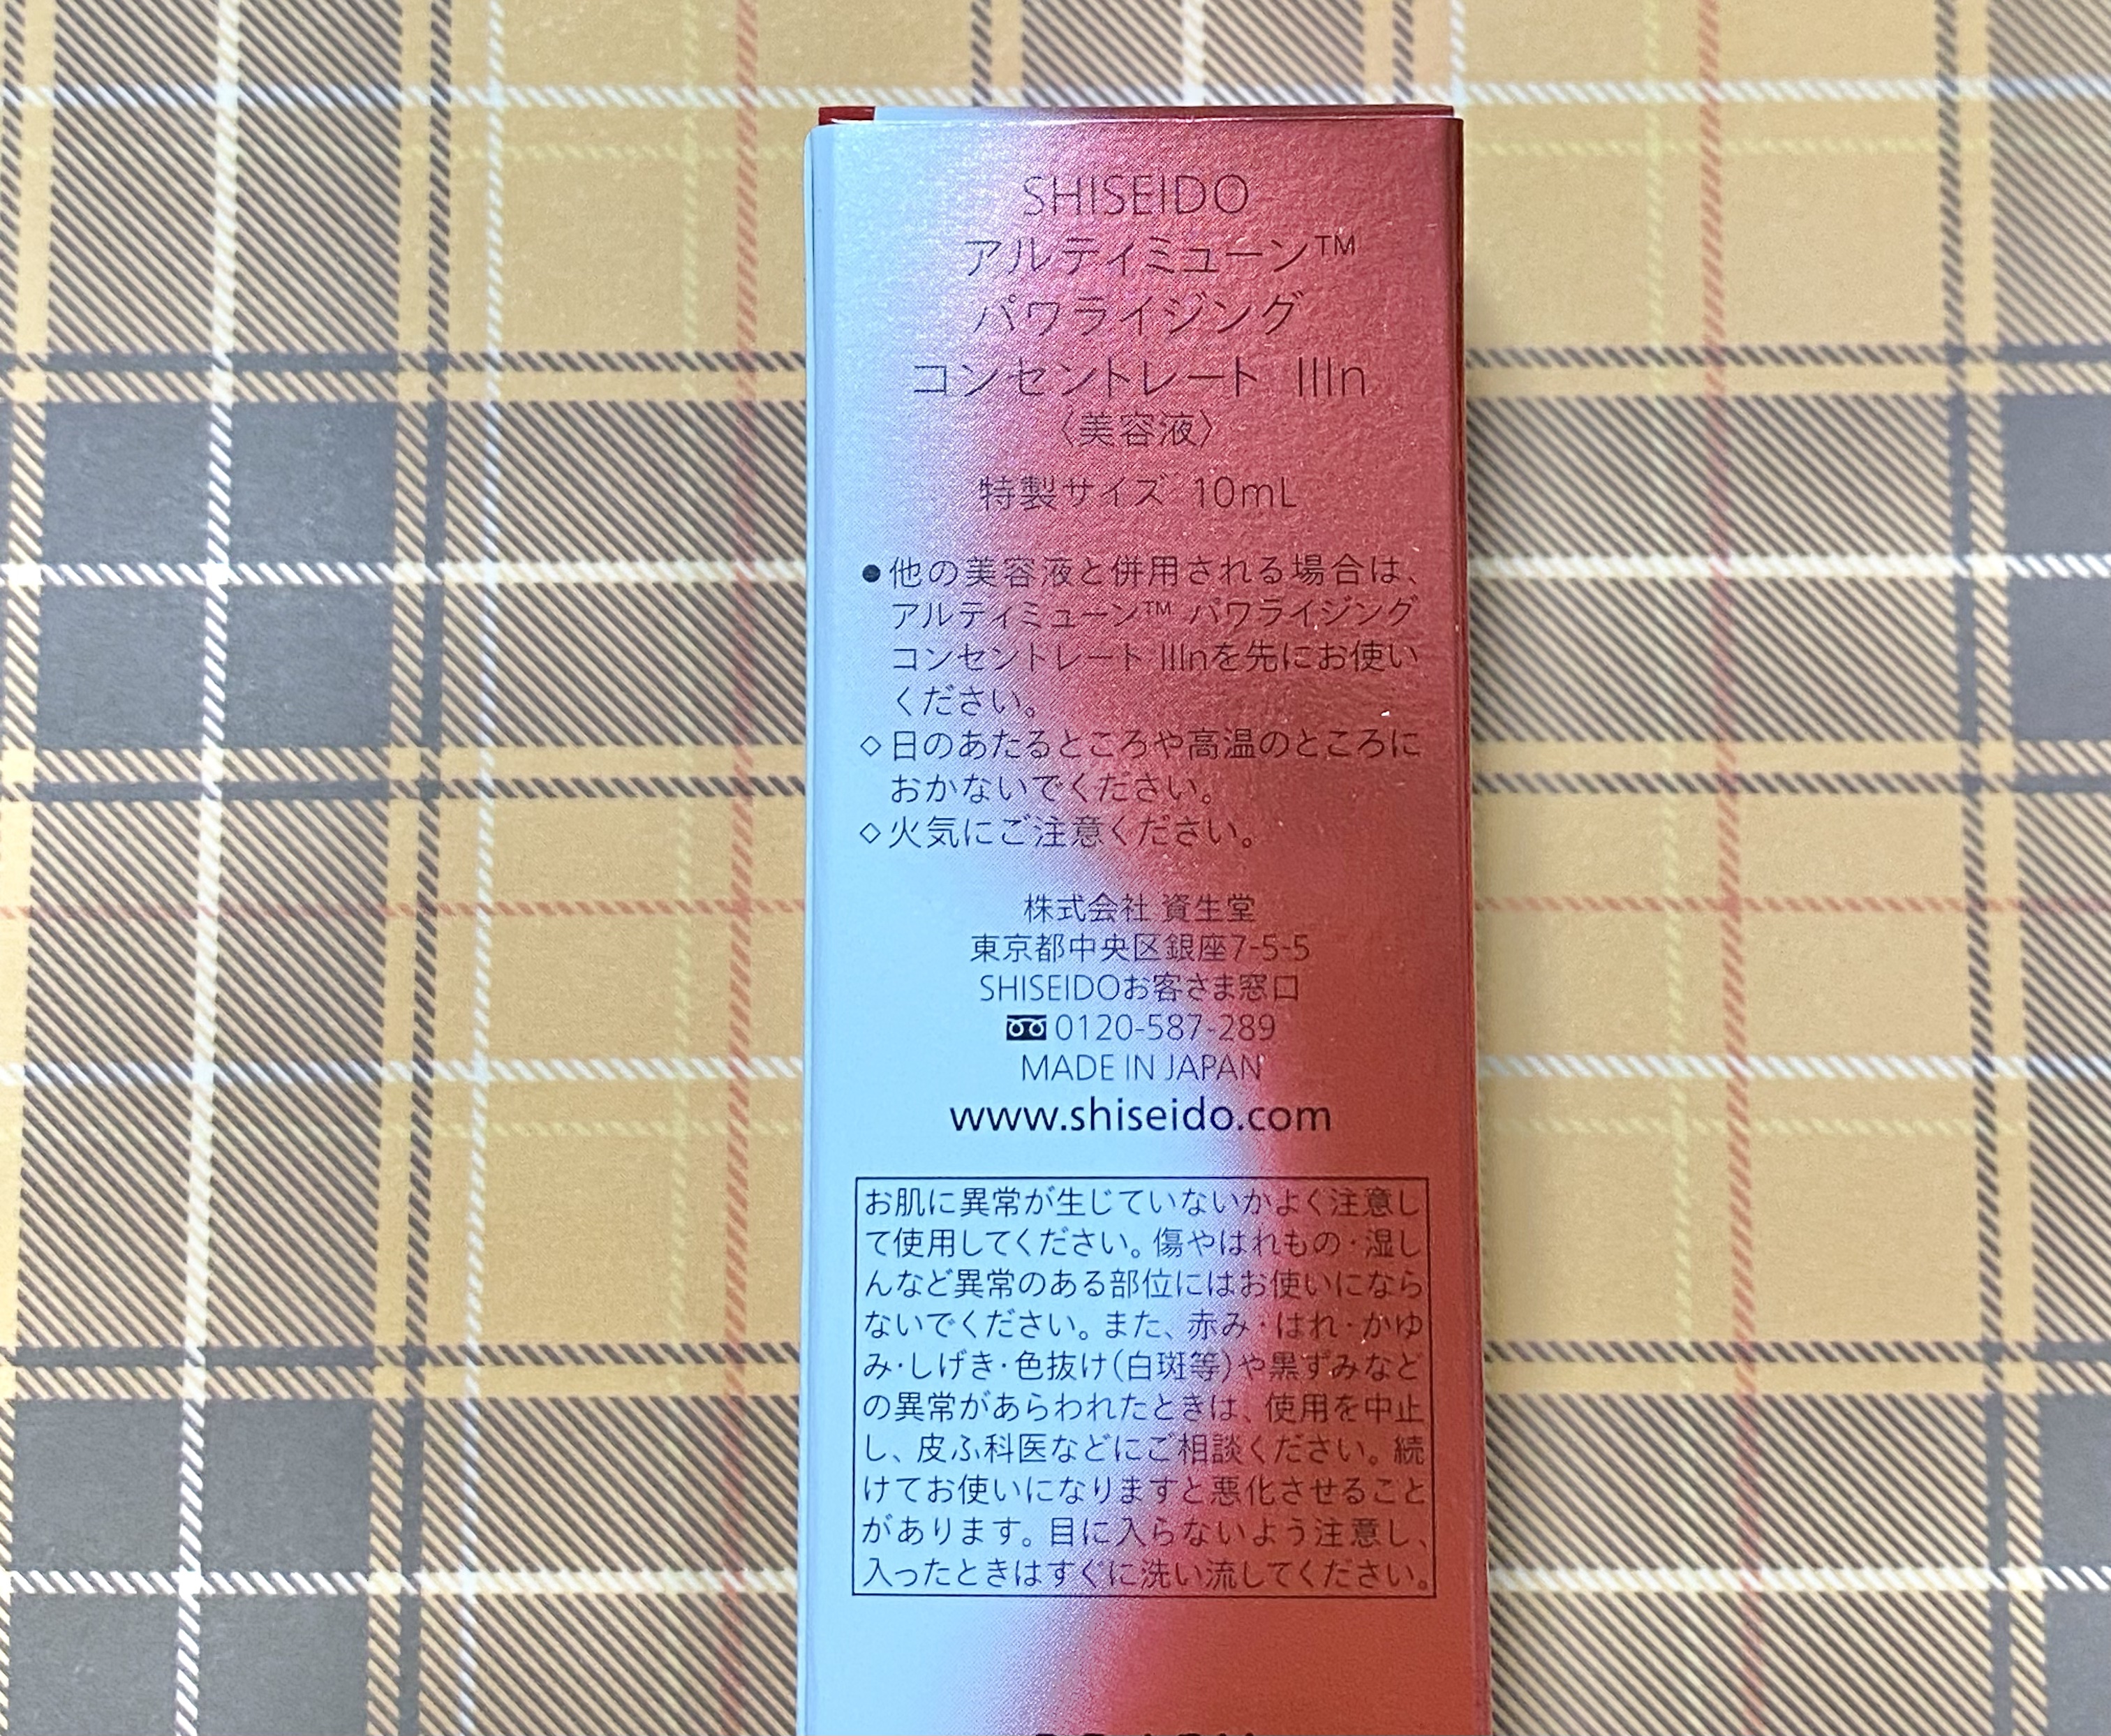 SHISEIDO
アルティミューン™
パワライジング
コンセントレート IIIn
〈美容液〉
特製サイズ 10mL
●他の美容液と併用される場合は、
アルティミューン™ パワライジング
コンセントレート IIInを先にお使い
ください。
◇日のあたるところや高温のところに
おかないでください。
◇火気にご注意ください。
株式会社 資生堂
東京都中央区銀座7-5-5
SHISEIDOお客さま窓口
0120-587-289
MADE IN JAPAN
www.shiseido.com
お肌に異常が生じていないかよく注意し
て使用してください。傷やはれもの・湿し
んなど異常のある部位にはお使いになら
ないでください。また、赤み・はれ・かゆ
み・しげき・色抜け(白斑等)や黒ずみなど
の異常があらわれたときは、使用を中止
し、皮ふ科医などにご相談ください。続
けてお使いになりますと悪化させること
があります。目に入らないよう注意し、
入ったときはすぐに洗い流してください。